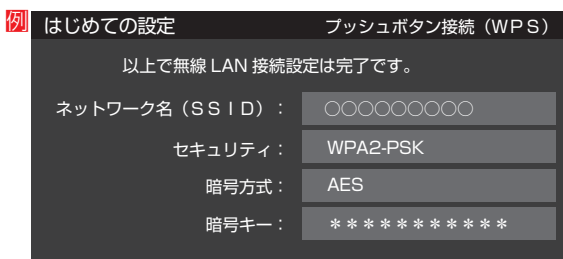 例
はじめての設定 プッシュボタン接続（WPS）
以上で無線 LAN 接続設定は完了です。
ネットワーク名（SSID）： ○○○○○○○○○
セキュリティ： WPA2-PSK
暗号方式： AES
暗号キー： ＊＊＊＊＊＊＊＊＊＊＊